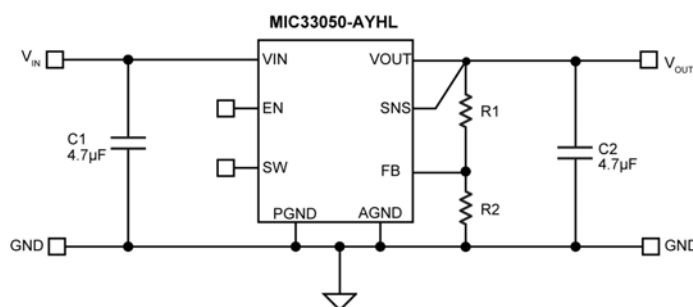 MIC33050-AYHL
VIN
VIN
VOUT
VOUT
EN
SNS
R1
C1
4.7µF
C2
4.7µF
SW
FB
R2
PGND
AGND
GND
GND